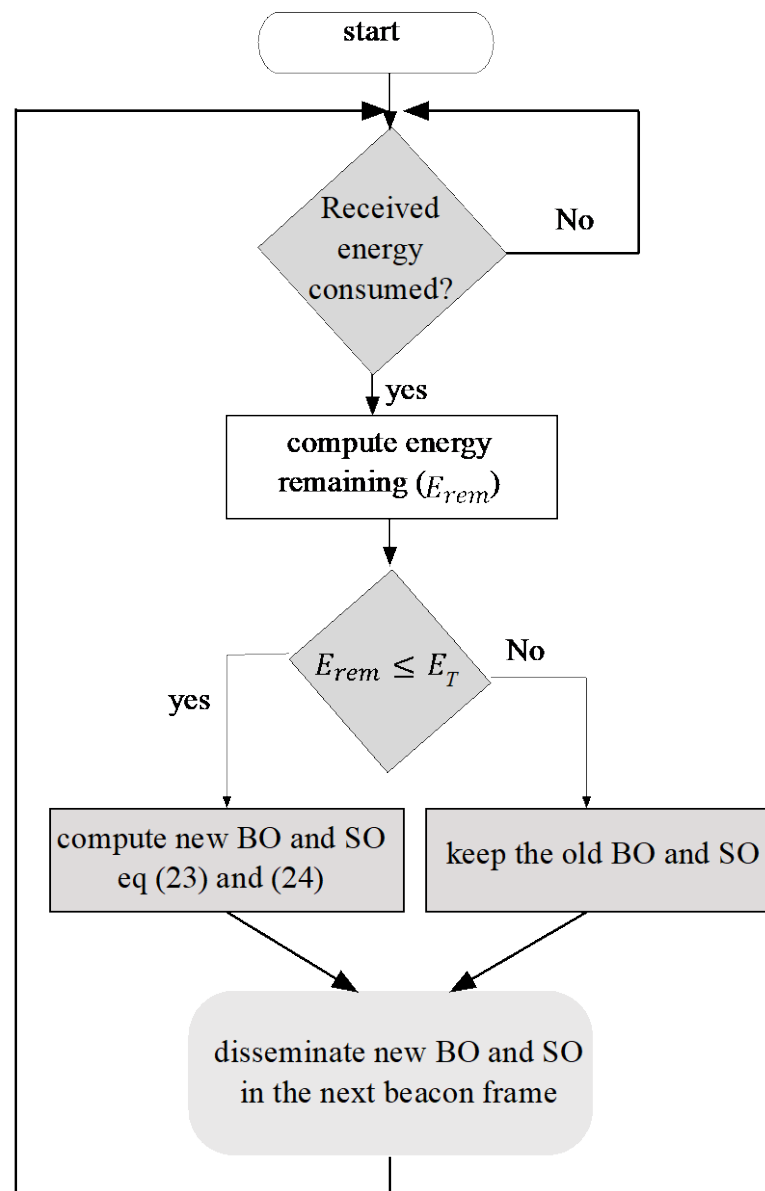 start
Received
energy
consumed?
No
yes
compute energy
remaining (E_rem)
E_rem ≤ E_T
No
yes
compute new BO and SO
eq (23) and (24)
keep the old BO and SO
disseminate new BO and SO
in the next beacon frame